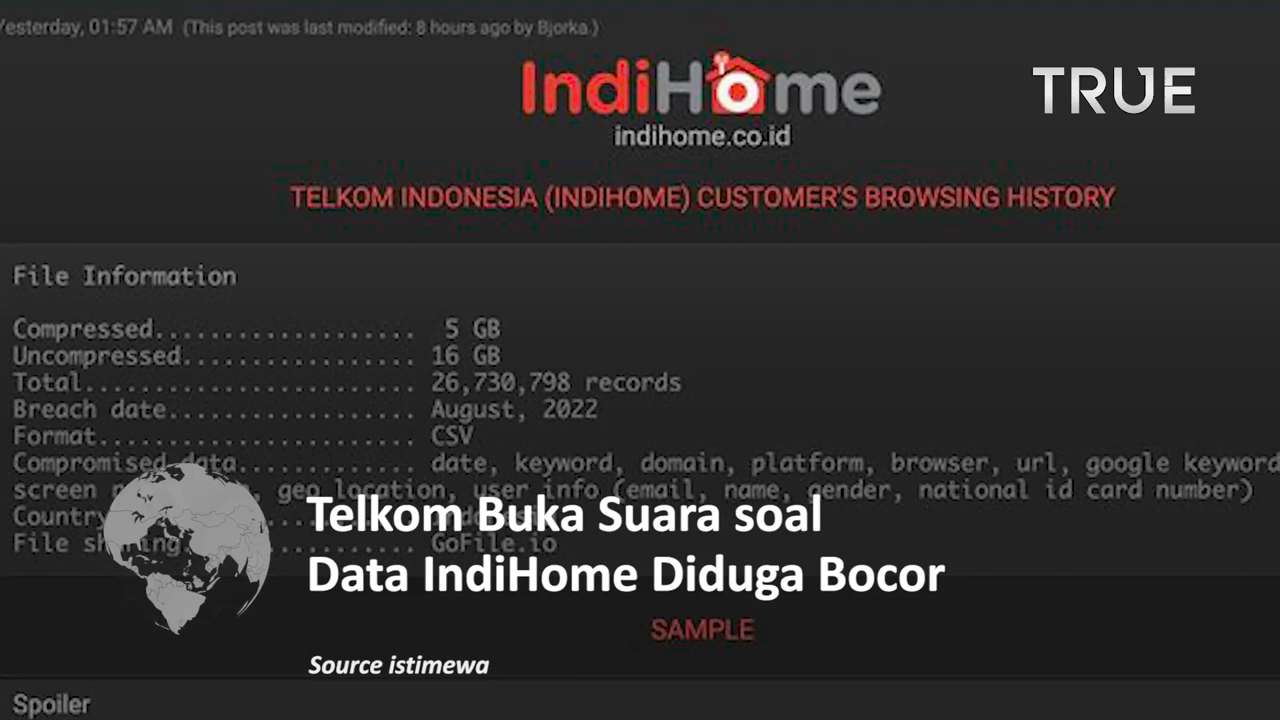 Yesterday, 01:57 AM (This post was last modified: 8 hours ago by Bjorka.)
IndiHome
TRUE
indihome.co.id
TELKOM INDONESIA (INDIHOME) CUSTOMER'S BROWSING HISTORY
File Information
Compressed................... 5 GB
Uncompressed................. 16 GB
Total........................ 26,730,798 records
Breach date.................. August, 2022
Format....................... CSV
Compromised data............. date, keyword, domain, platform, browser, url, google keyword
screen geo location, user info (email, name, gender, national id card number)
Country
File sharing GoFile.io
Telkom Buka Suara soal
Data IndiHome Diduga Bocor
SAMPLE
Source istimewa
Spoiler